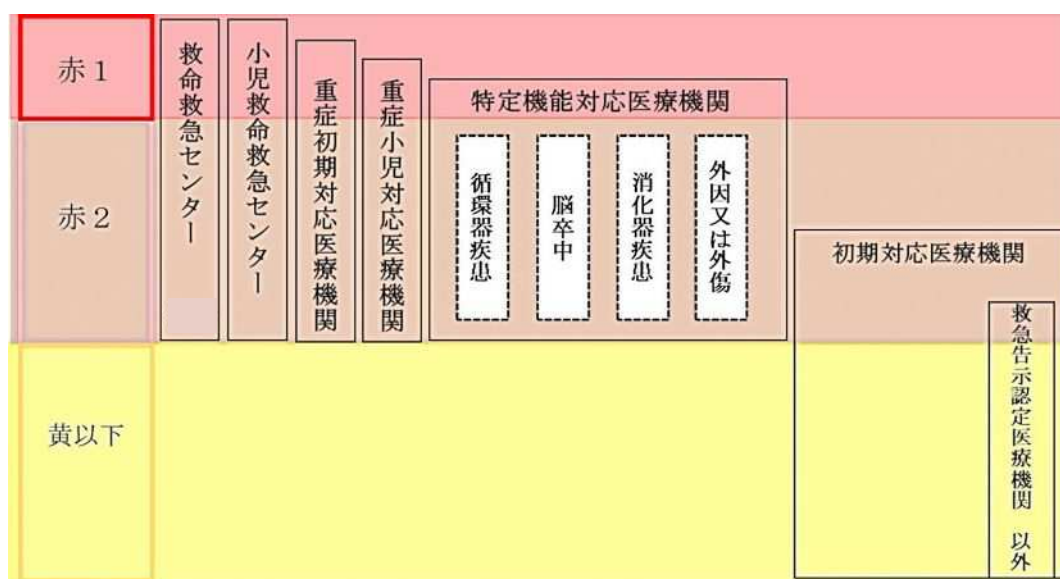 赤1
赤2
黄以下
救命救急センター
小児救命救急センター
重症初期対応医療機関
重症小児対応医療機関
特定機能対応医療機関
循環器疾患
脳卒中
消化器疾患
外因又は外傷
初期対応医療機関
救急告示認定医療機関 以外